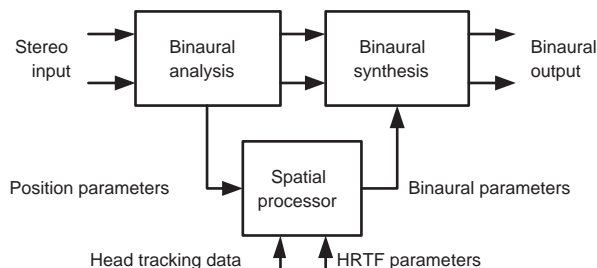 Stereo
input
Binaural
analysis
Binaural
synthesis
Binaural
output
Position parameters
Spatial
processor
Binaural parameters
Head tracking data
HRTF parameters